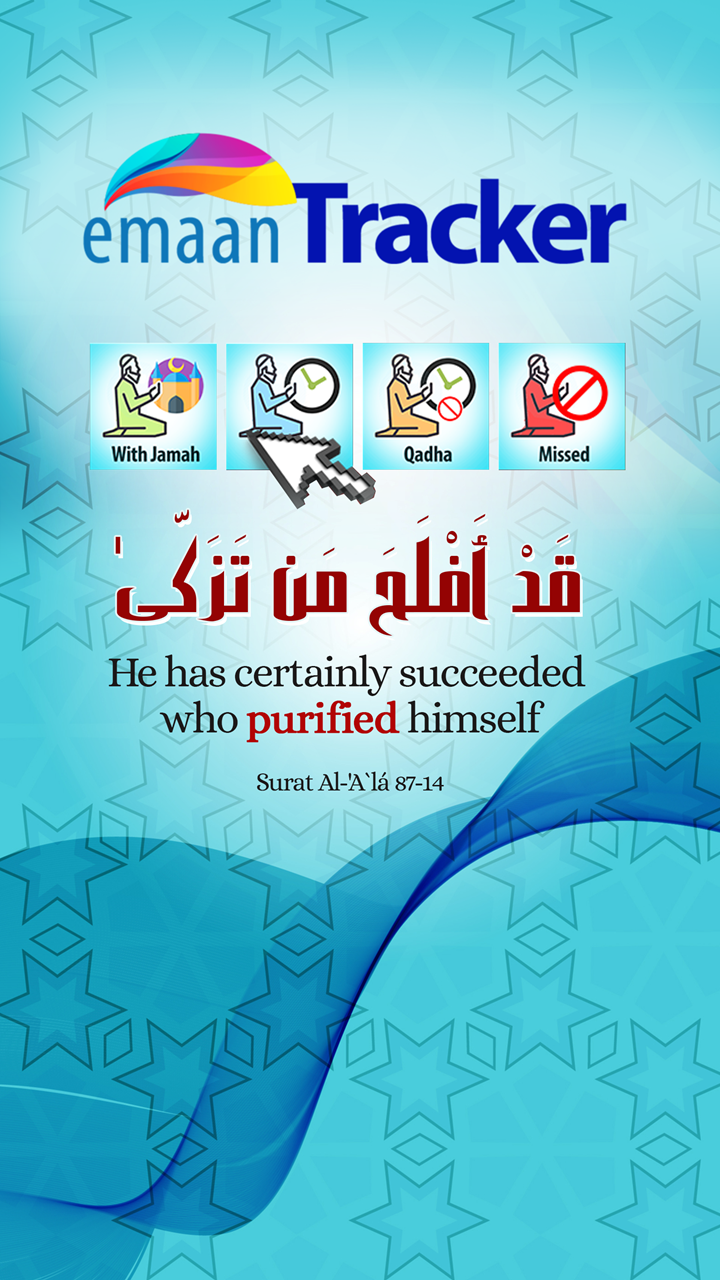 emaan Tracker
With Jamah
Qadha
Missed
قَدْ أَفْلَحَ مَن تَزَكَّىٰ
He has certainly succeeded
who purified himself
Surat Al-'A`lá 87-14